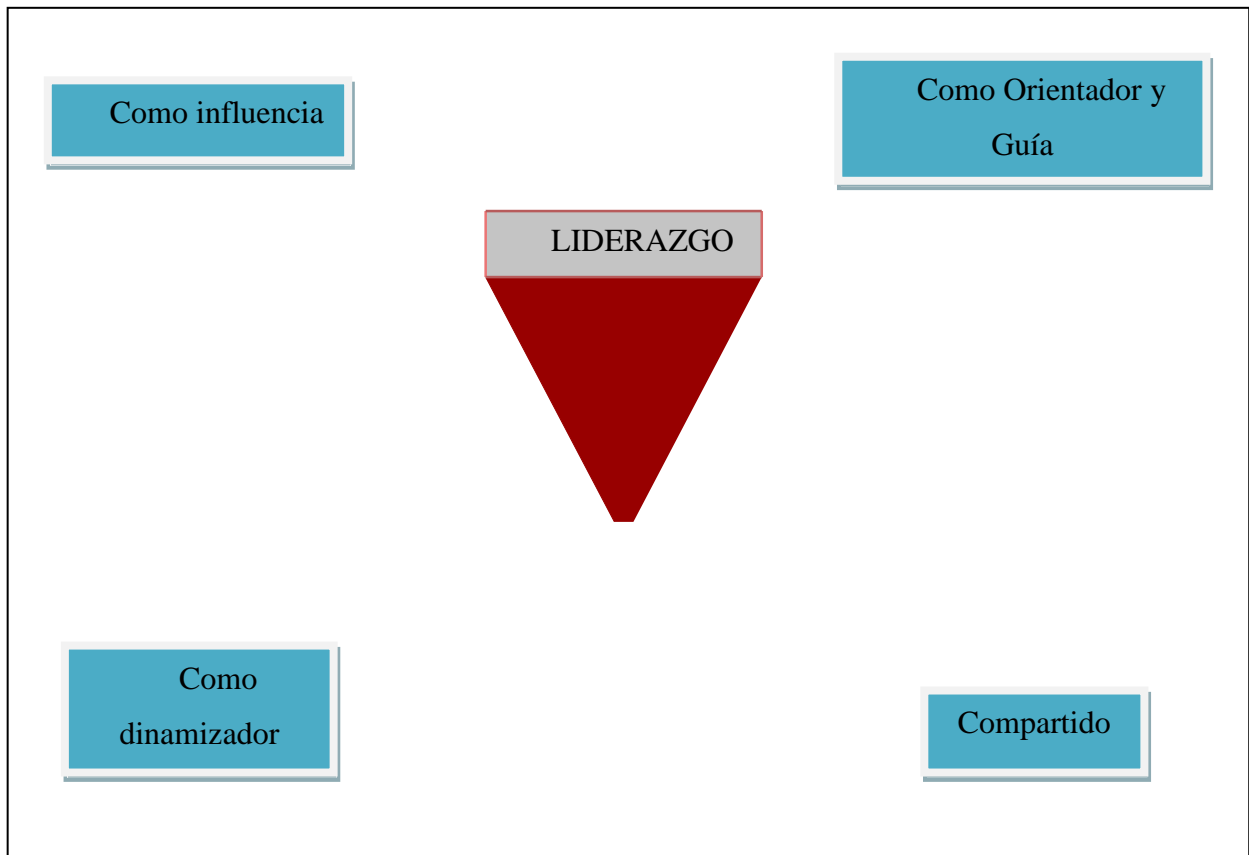 Como influencia
Como Orientador y
Guía
LIDERAZGO
Como
dinamizador
Compartido